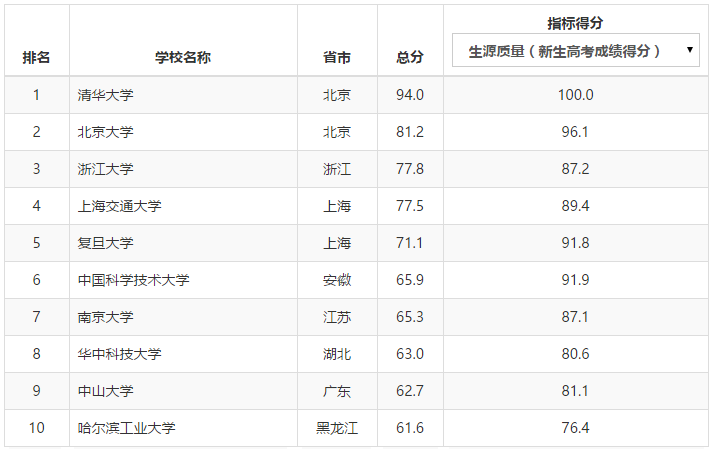 排名 学校名称 省市 总分 指标得分
生源质量（新生高考成绩得分）
1 清华大学 北京 94.0 100.0
2 北京大学 北京 81.2 96.1
3 浙江大学 浙江 77.8 87.2
4 上海交通大学 上海 77.5 89.4
5 复旦大学 上海 71.1 91.8
6 中国科学技术大学 安徽 65.9 91.9
7 南京大学 江苏 65.3 87.1
8 华中科技大学 湖北 63.0 80.6
9 中山大学 广东 62.7 81.1
10 哈尔滨工业大学 黑龙江 61.6 76.4